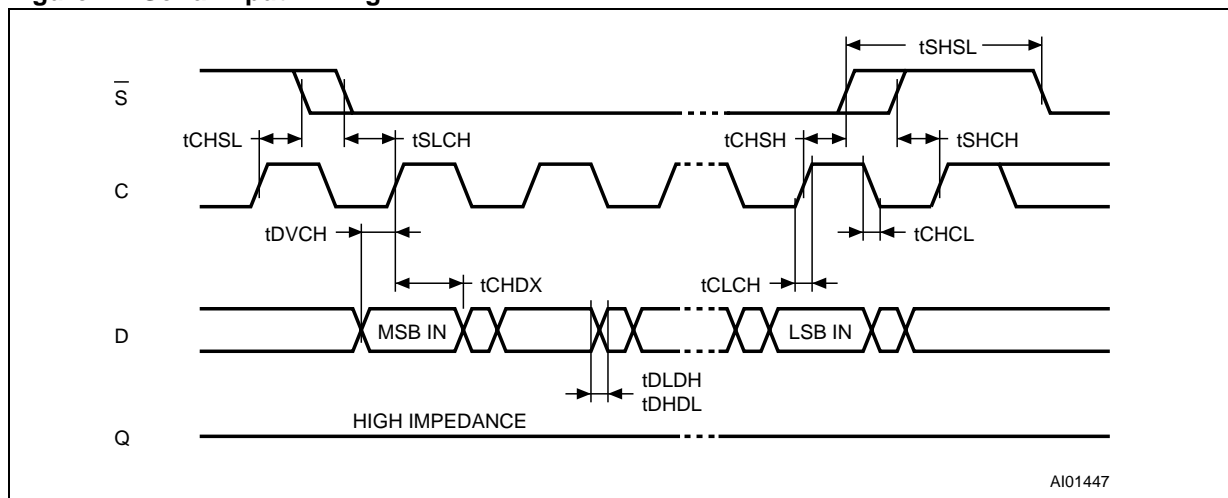 tSHSL
S
tCHSL
tSLCH
tCHSH
tSHCH
C
tDVCH
tCHCL
tCHDX
tCLCH
D
MSB IN
LSB IN
tDLDH
tDHDL
HIGH IMPEDANCE
Q
AI01447